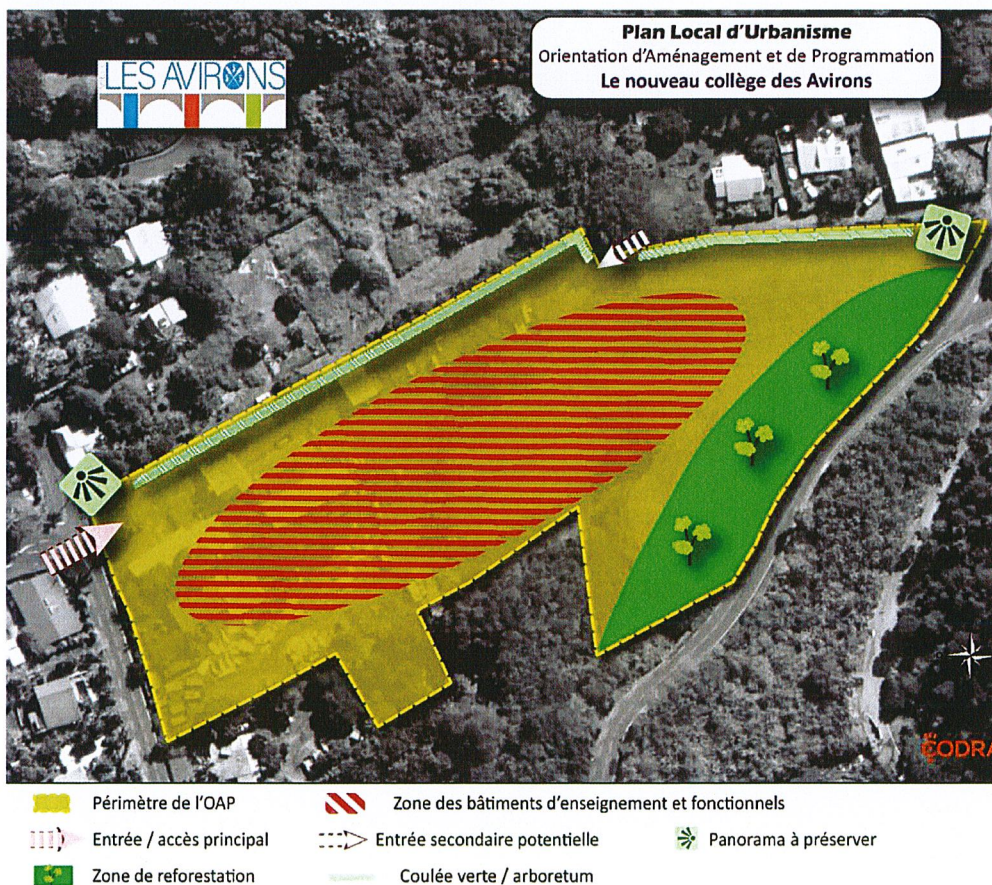 Plan Local d'Urbanisme
Orientation d'Aménagement et de Programmation
Le nouveau collège des Avirons
LES AVIRONS
CODRA
Périmètre de l'OAP
Zone des bâtiments d'enseignement et fonctionnels
Entrée / accès principal
Entrée secondaire potentielle
Panorama à préserver
Zone de reforestation
Coulée verte / arboretum